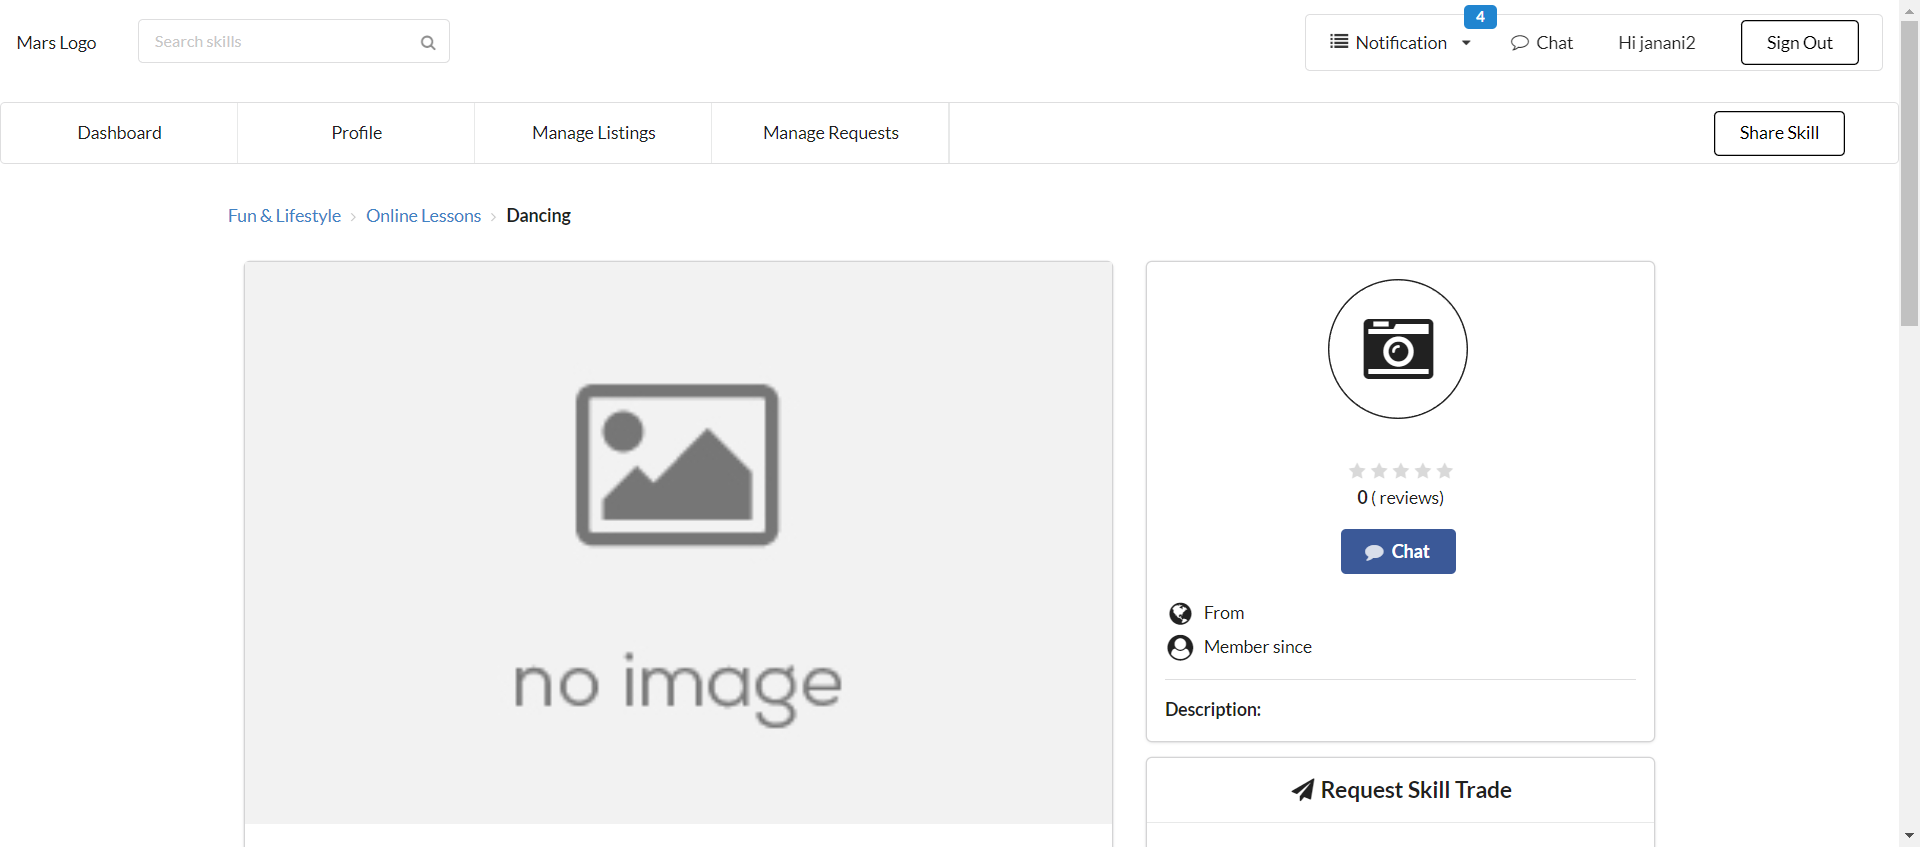 Mars Logo
Search skills
4
Notification
Chat
Hi janani2
Sign Out
Dashboard
Profile
Manage Listings
Manage Requests
Share Skill
Fun & Lifestyle › Online Lessons › Dancing
no image
0 ( reviews)
Chat
From
Member since
Description:
Request Skill Trade